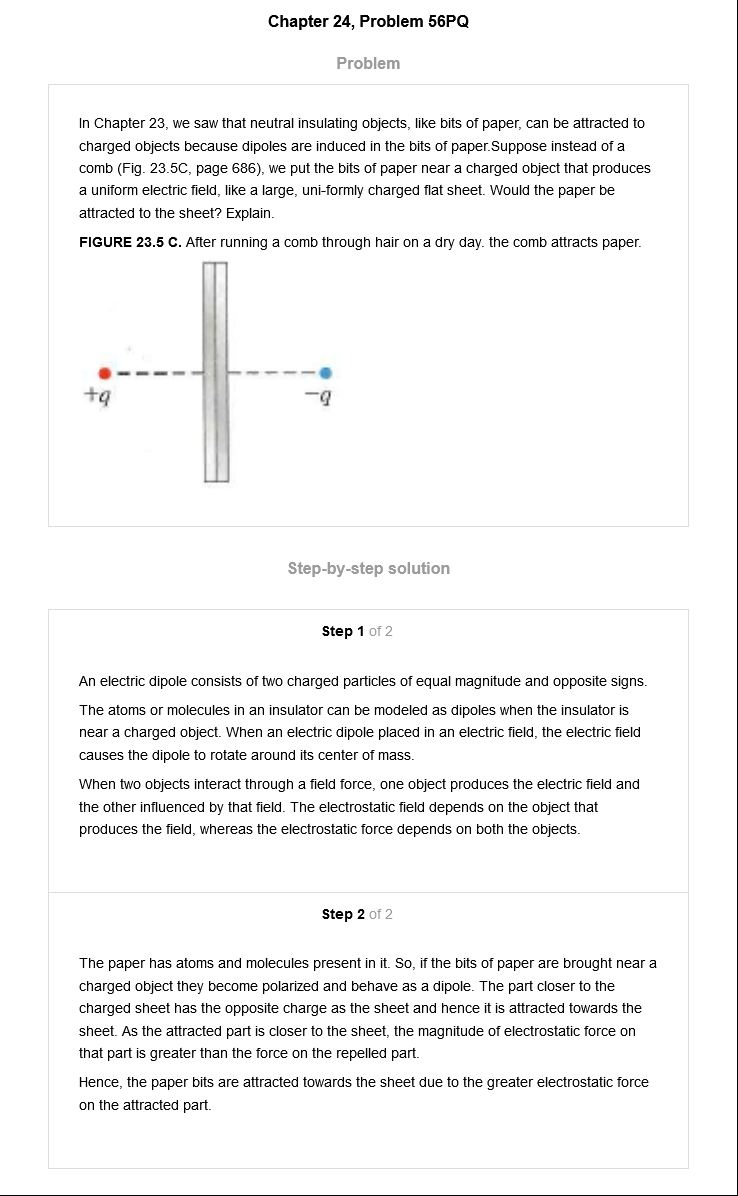 Chapter 24, Problem 56PQ
Problem
In Chapter 23, we saw that neutral insulating objects, like bits of paper, can be attracted to
charged objects because dipoles are induced in the bits of paper.Suppose instead of a
comb (Fig. 23.5C, page 686), we put the bits of paper near a charged object that produces
a uniform electric field, like a large, uni-formly charged flat sheet. Would the paper be
attracted to the sheet? Explain.
FIGURE 23.5 C. After running a comb through hair on a dry day. the comb attracts paper.
+q
−q
Step-by-step solution
Step 1 of 2
An electric dipole consists of two charged particles of equal magnitude and opposite signs.
The atoms or molecules in an insulator can be modeled as dipoles when the insulator is
near a charged object. When an electric dipole placed in an electric field, the electric field
causes the dipole to rotate around its center of mass.
When two objects interact through a field force, one object produces the electric field and
the other influenced by that field. The electrostatic field depends on the object that
produces the field, whereas the electrostatic force depends on both the objects.
Step 2 of 2
The paper has atoms and molecules present in it. So, if the bits of paper are brought near a
charged object they become polarized and behave as a dipole. The part closer to the
charged sheet has the opposite charge as the sheet and hence it is attracted towards the
sheet. As the attracted part is closer to the sheet, the magnitude of electrostatic force on
that part is greater than the force on the repelled part.
Hence, the paper bits are attracted towards the sheet due to the greater electrostatic force
on the attracted part.